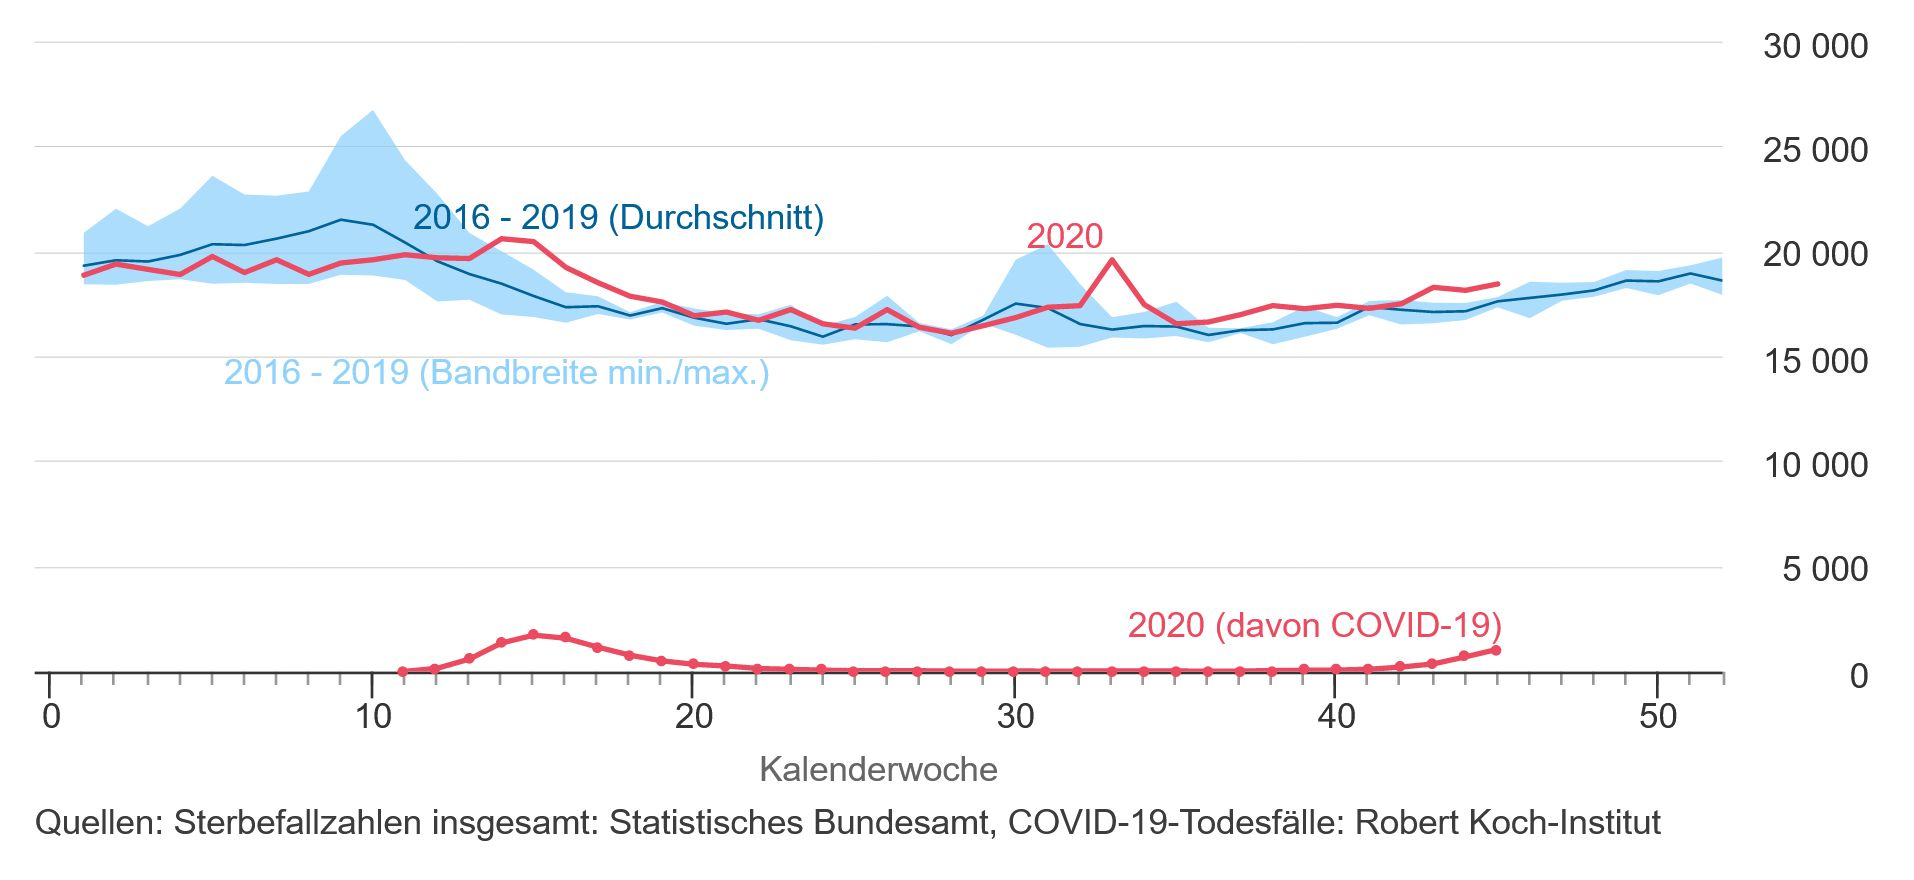 30 000
25 000
2016 - 2019 (Durchschnitt)
2020
20 000
2016 - 2019 (Bandbreite min./max.)
15 000
10 000
5 000
2020 (davon COVID-19)
0
0 10 20 30 40 50
Kalenderwoche
Quellen: Sterbefallzahlen insgesamt: Statistisches Bundesamt, COVID-19-Todesfälle: Robert Koch-Institut